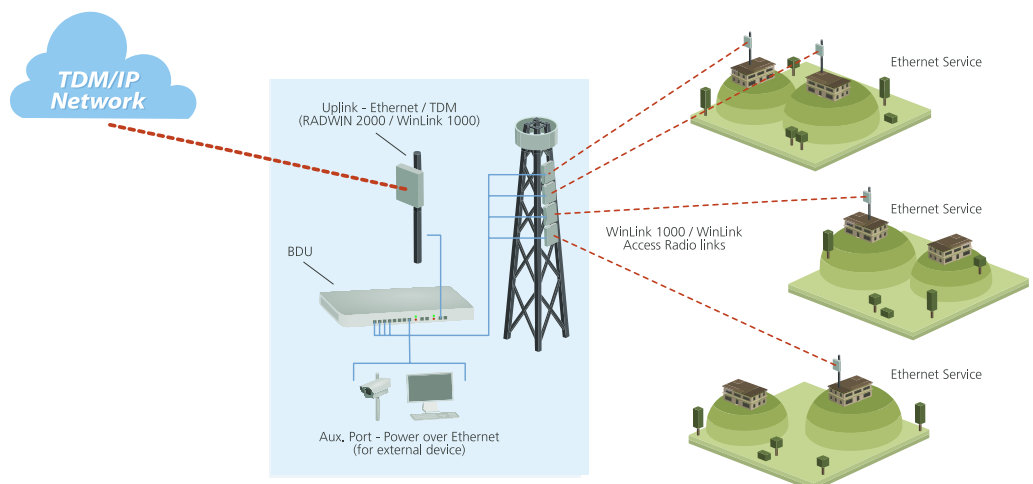 TDM/IP
Network
Uplink - Ethernet / TDM
(RADWIN 2000 / WinLink 1000)
Ethernet Service
Ethernet Service
WinLink 1000 / WinLink
Access Radio links
BDU
Ethernet Service
Aux. Port - Power over Ethernet
(for external device)